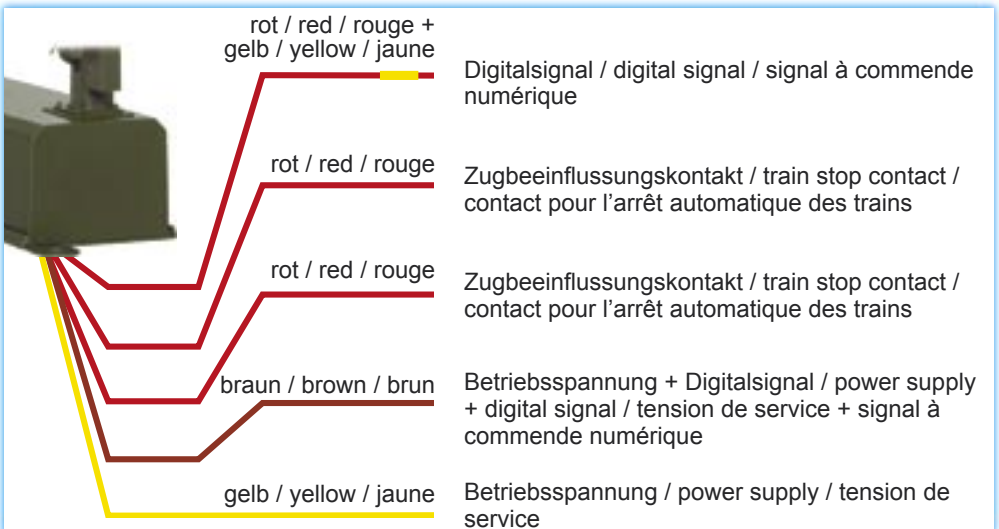 rot / red / rouge +
gelb / yellow / jaune
Digitalsignal / digital signal / signal à commende
numérique
rot / red / rouge
Zugbeeinflussungskontakt / train stop contact /
contact pour l’arrêt automatique des trains
rot / red / rouge
Zugbeeinflussungskontakt / train stop contact /
contact pour l’arrêt automatique des trains
braun / brown / brun
Betriebsspannung + Digitalsignal / power supply
+ digital signal / tension de service + signal à
commende numérique
gelb / yellow / jaune
Betriebsspannung / power supply / tension de
service